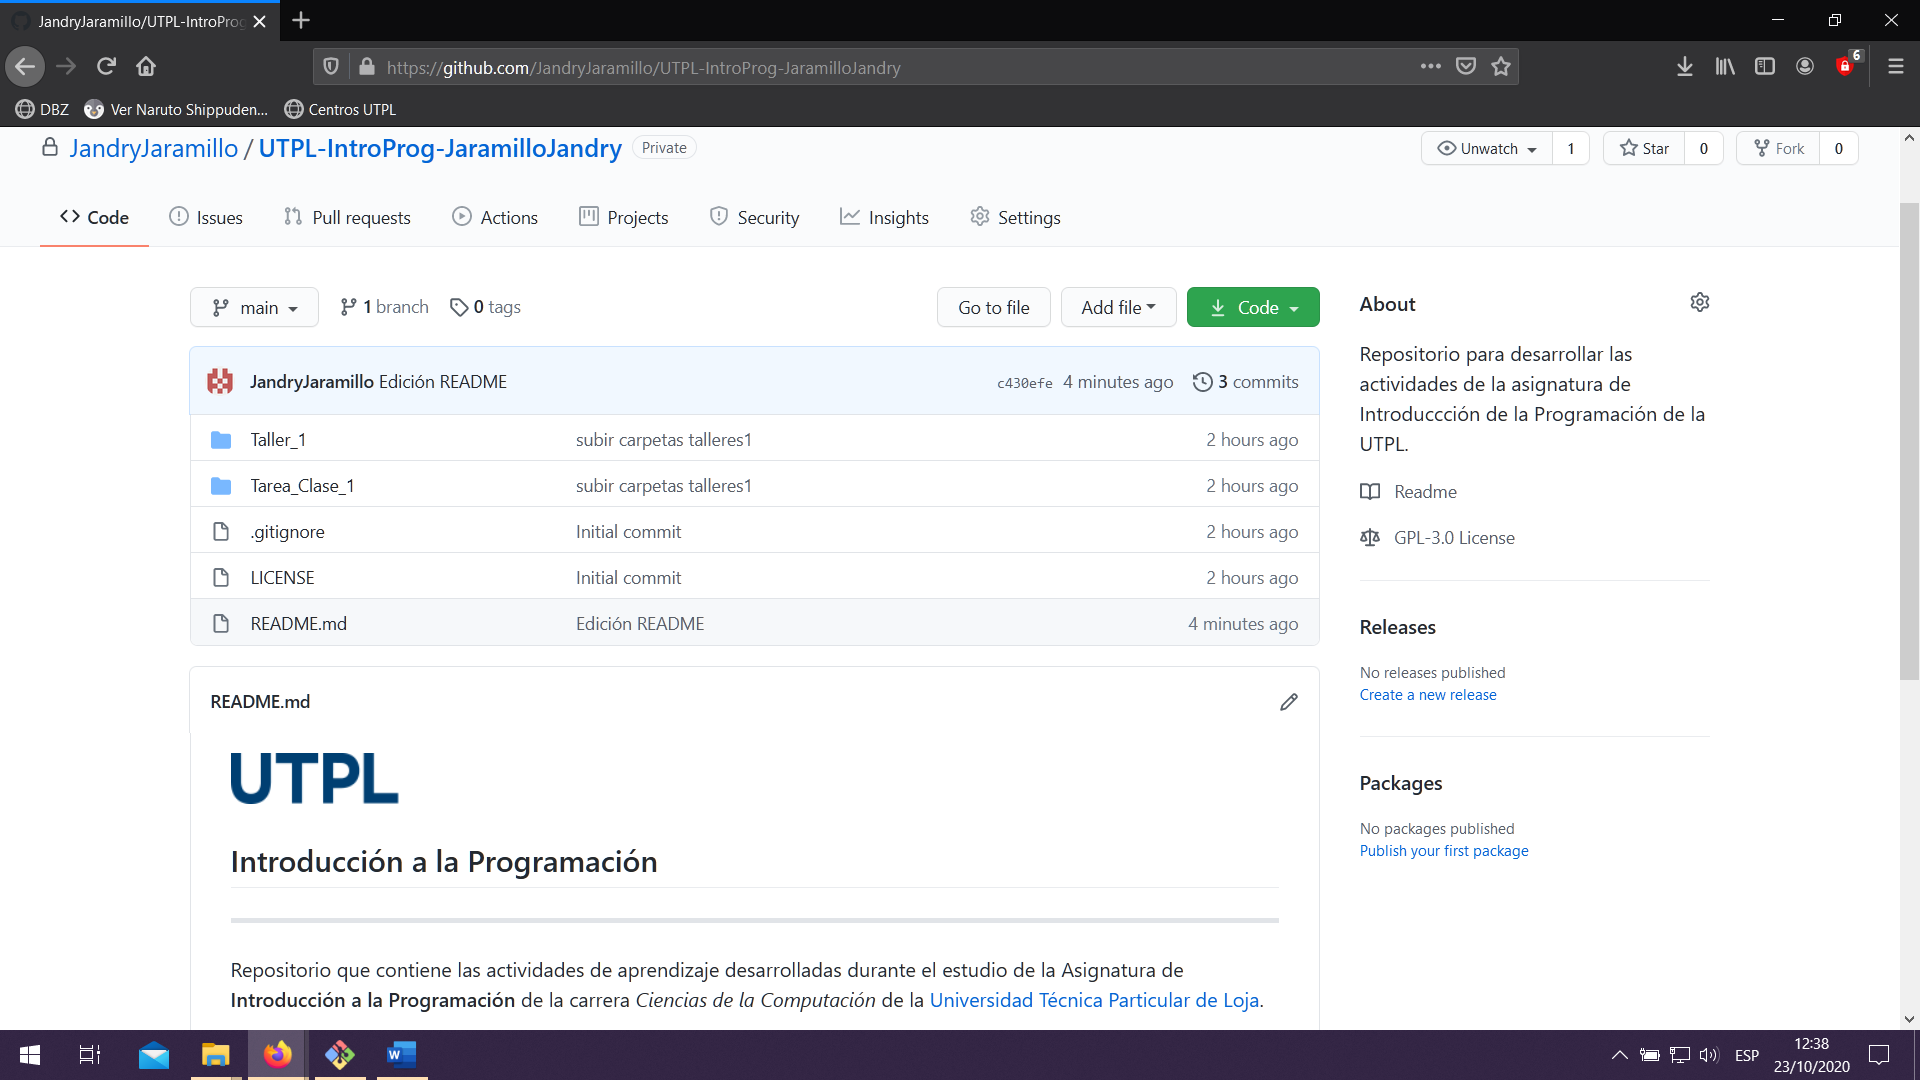 JandryJaramillo/UTPL-IntroProg
https://github.com/JandryJaramillo/UTPL-IntroProg-JaramilloJandry
6
DBZ
Ver Naruto Shippuden...
Centros UTPL
JandryJaramillo / UTPL-IntroProg-JaramilloJandry
Private
Unwatch 1
Star 0
Fork 0
Code
Issues
Pull requests
Actions
Projects
Security
Insights
Settings
main
1 branch
0 tags
Go to file
Add file
Code
JandryJaramillo Edición README
c430efe 4 minutes ago
3 commits
Taller_1 subir carpetas talleres1 2 hours ago
Tarea_Clase_1 subir carpetas talleres1 2 hours ago
.gitignore Initial commit 2 hours ago
LICENSE Initial commit 2 hours ago
README.md Edición README 4 minutes ago
README.md
UTPL
Introducción a la Programación
Repositorio que contiene las actividades de aprendizaje desarrolladas durante el estudio de la Asignatura de
Introducción a la Programación de la carrera Ciencias de la Computación de la Universidad Técnica Particular de Loja.
About
Repositorio para desarrollar las
actividades de la asignatura de
Introduccción de la Programación de la
UTPL.
Readme
GPL-3.0 License
Releases
No releases published
Create a new release
Packages
No packages published
Publish your first package
W
ESP
12:38
23/10/2020